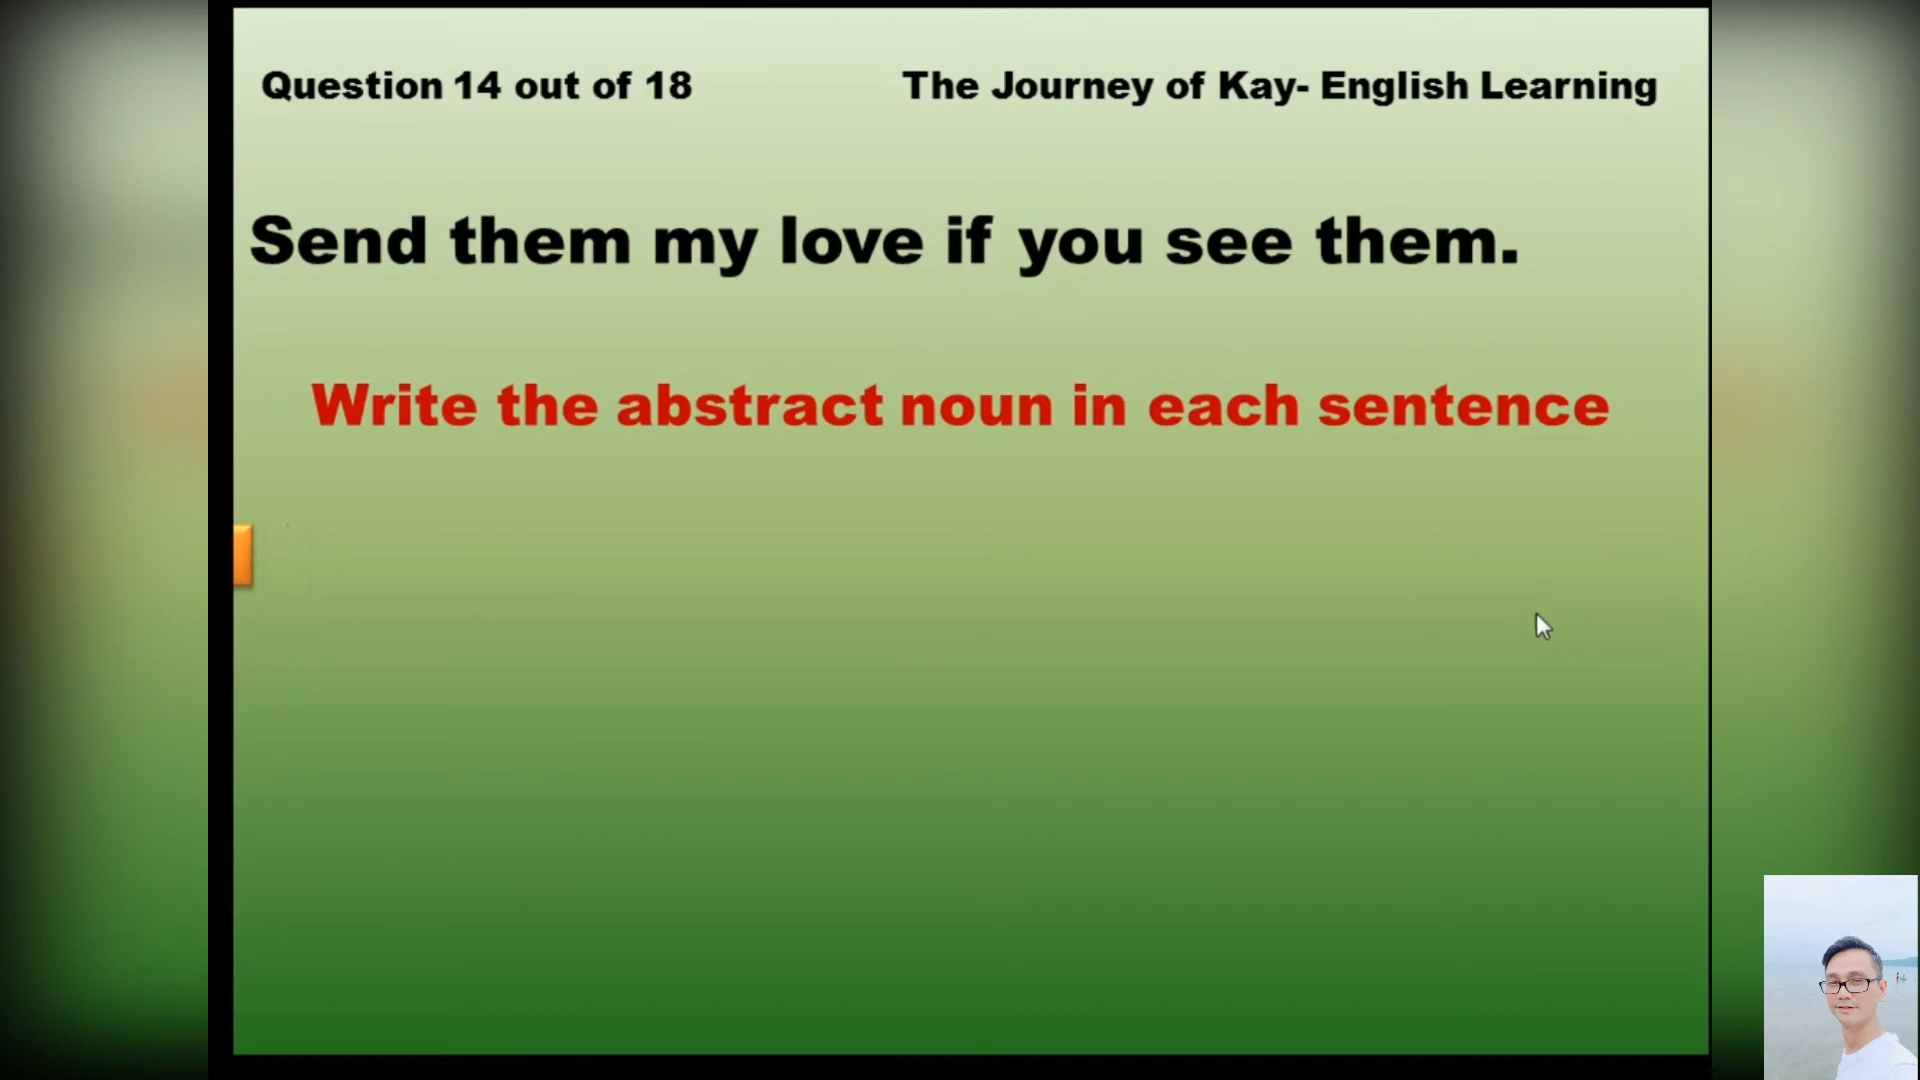 Question 14 out of 18
The Journey of Kay- English Learning
Send them my love if you see them.
Write the abstract noun in each sentence